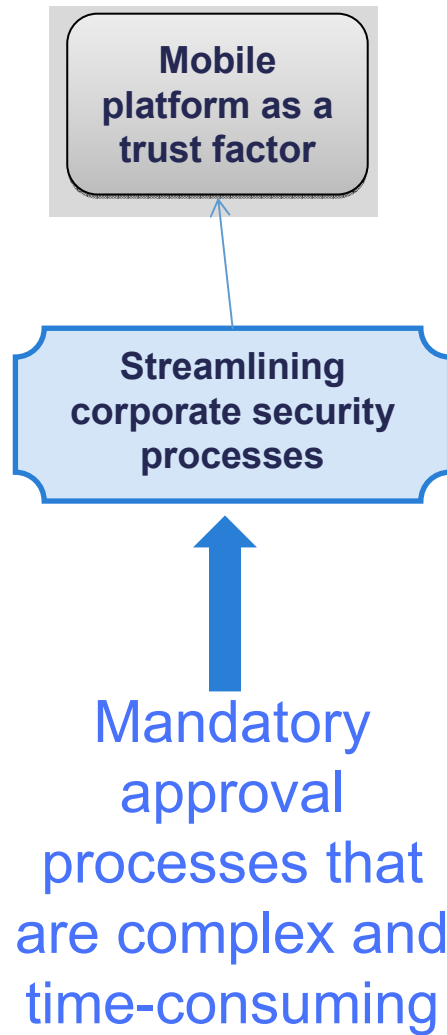 Mobile
platform as a
trust factor
Streamlining
corporate security
processes
Mandatory
approval
processes that
are complex and
time-consuming